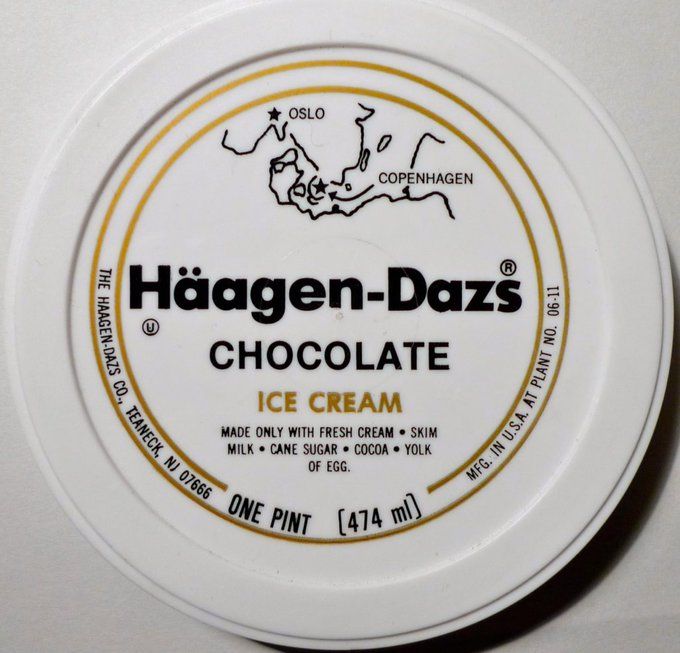 OSLO
COPENHAGEN
Häagen-Dazs®
Ⓤ
CHOCOLATE
ICE CREAM
MADE ONLY WITH FRESH CREAM • SKIM
MILK • CANE SUGAR • COCOA • YOLK
OF EGG.
THE HAAGEN-DAZS CO., TEANECK, NJ 07666
ONE PINT [474 ml]
MFG. IN U.S.A. AT PLANT NO. 06-11